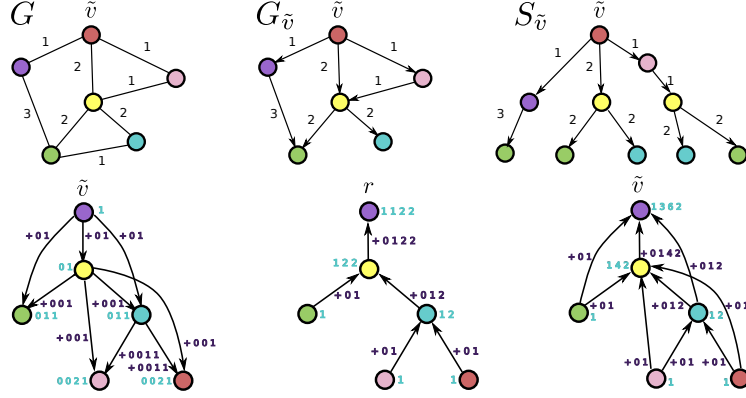 G ṽ
1 1
2 1
3 2 2
1
G_ṽ ṽ
1 1
2 1
3 2 2
S_ṽ ṽ
1 2 1
1
3 2 2 2 2
ṽ
1
+01 +01 +01
01
+001 +001
011 011
+001 +001
+0011
+0011
0021 0021
r
1122
+0122
122
+01 +012
1 12
+01 +01
1 1
ṽ
1362
+01 +0142 +012
142
+01 +012 +01
1 12
+01 +01 +01
1 1